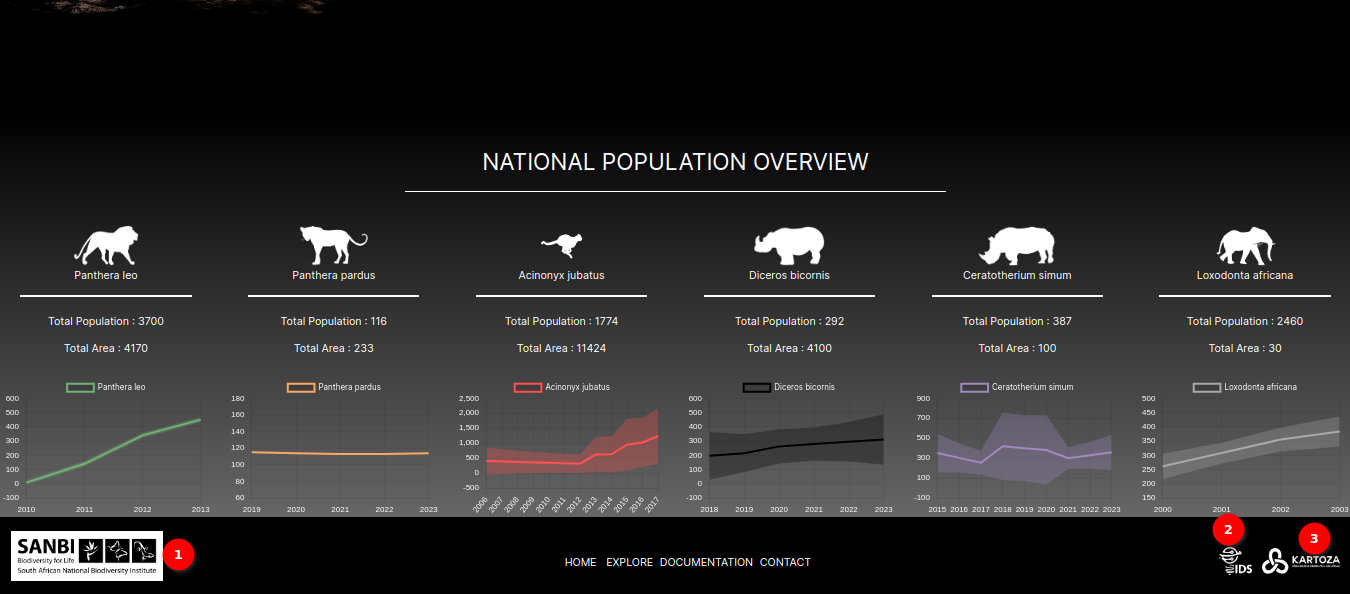 NATIONAL POPULATION OVERVIEW
Panthera leo
Panthera pardus
Acinonyx jubatus
Diceros bicornis
Ceratotherium simum
Loxodonta africana
Total Population : 3700
Total Population : 116
Total Population : 1774
Total Population : 292
Total Population : 387
Total Population : 2460
Total Area : 4170
Total Area : 233
Total Area : 11424
Total Area : 4100
Total Area : 100
Total Area : 30
Panthera leo
600
500
400
300
200
100
0
-100
2010 2011 2012 2013
Panthera pardus
180
160
140
120
100
80
60
2019 2020 2021 2022 2023
Acinonyx jubatus
2,500
2,000
1,500
1,000
500
0
-500
2006 2007 2008 2009 2010 2011 2012 2013 2014 2015 2016 2017
Diceros bicornis
600
500
400
300
200
100
0
-100
2018 2019 2020 2021 2022 2023
Ceratotherium simum
900
700
500
300
100
-100
2015 2016 2017 2018 2019 2020 2021 2022 2023
Loxodonta africana
500
450
400
350
300
250
200
150
2000 2001 2002 2003
SANBI
Biodiversity for Life
South African National Biodiversity Institute
1
HOME EXPLORE DOCUMENTATION CONTACT
2
IDS
3
KARTOZA